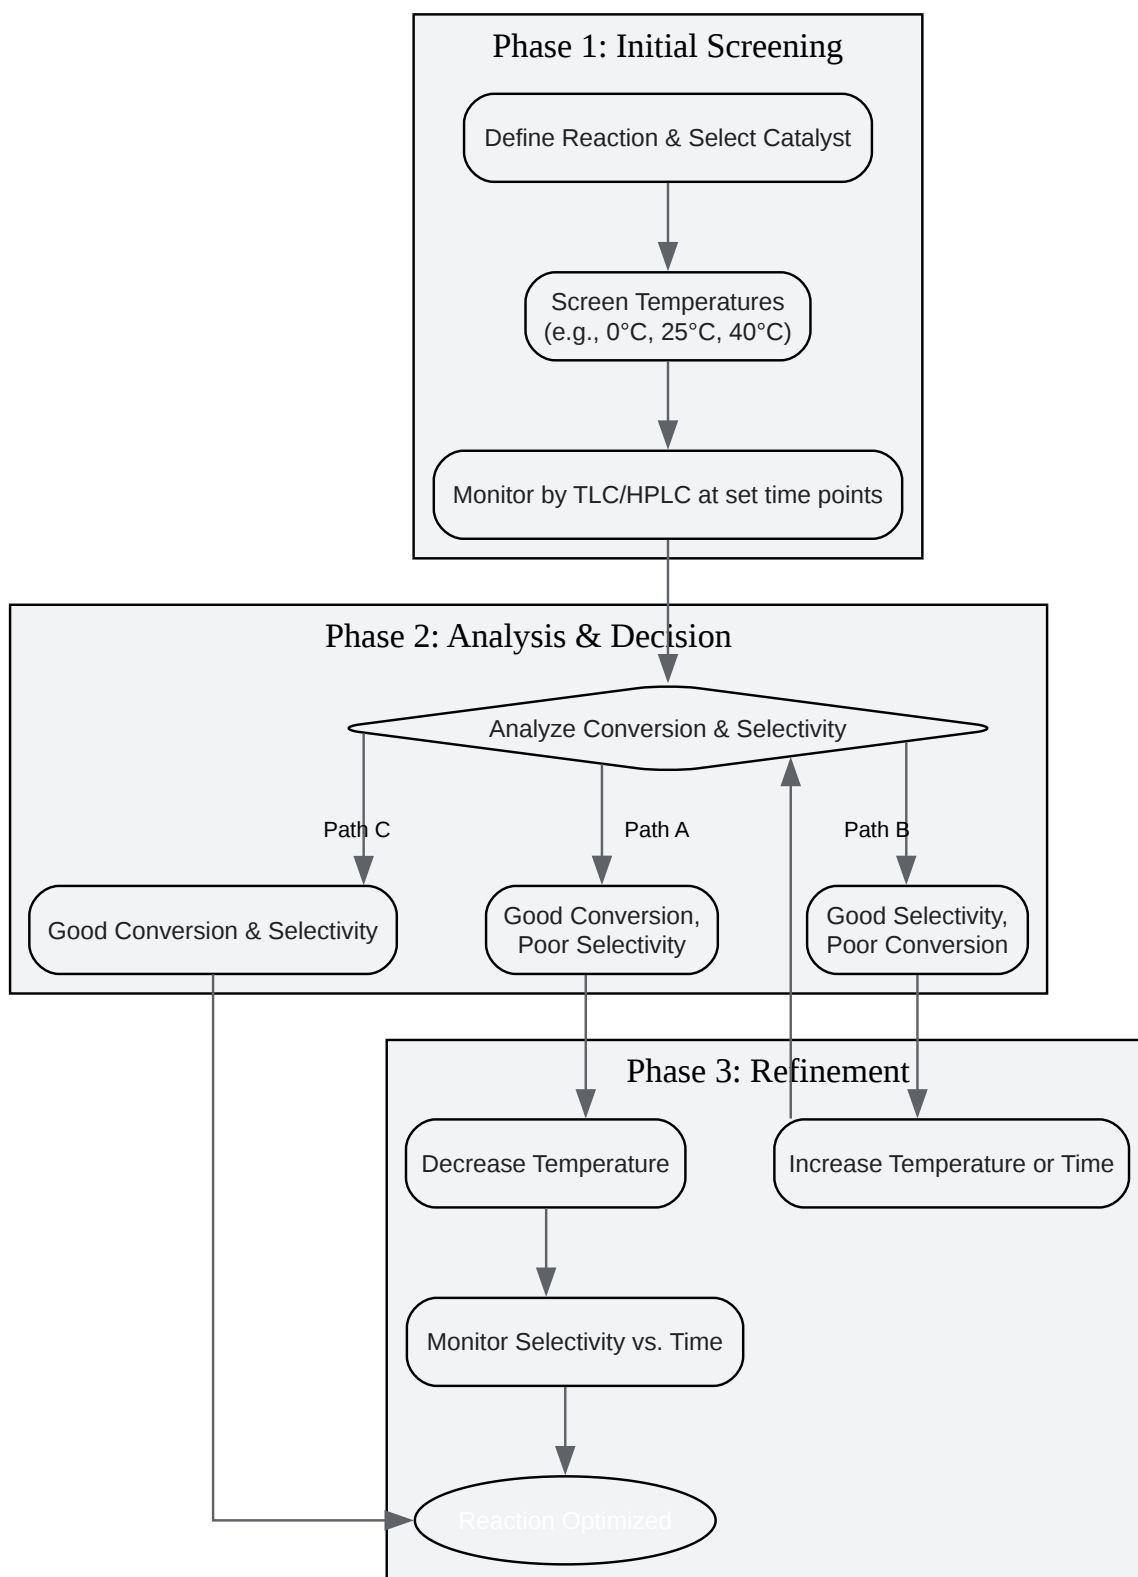 Phase 1: Initial Screening
Define Reaction & Select Catalyst
Screen Temperatures
(e.g., 0°C, 25°C, 40°C)
Monitor by TLC/HPLC at set time points
Phase 2: Analysis & Decision
Analyze Conversion & Selectivity
Path C
Path A
Path B
Good Conversion & Selectivity
Good Conversion,
Poor Selectivity
Good Selectivity,
Poor Conversion
Phase 3: Refinement
Decrease Temperature
Increase Temperature or Time
Monitor Selectivity vs. Time
Reaction Optimized